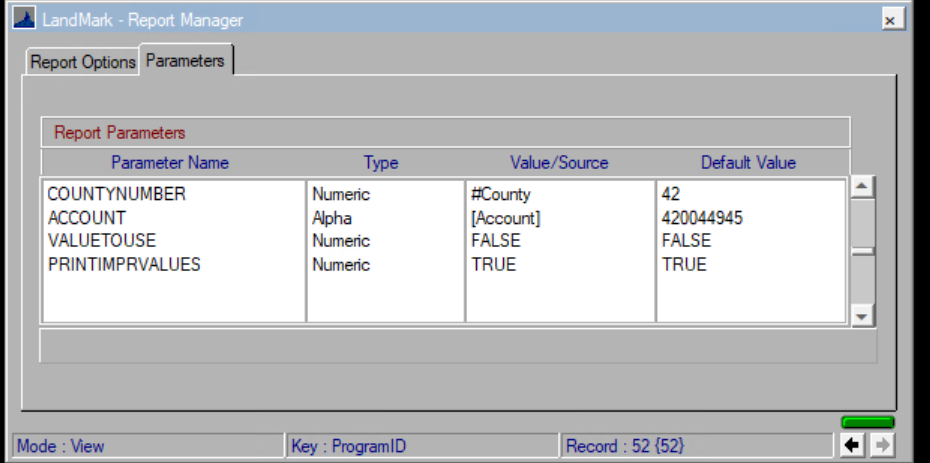 LandMark - Report Manager
Report Options Parameters
Report Parameters
Parameter Name Type Value/Source Default Value
COUNTYNUMBER Numeric #County 42
ACCOUNT Alpha [Account] 420044945
VALUETOUSE Numeric FALSE FALSE
PRINTIMPRVALUES Numeric TRUE TRUE
Mode : View Key : ProgramID Record : 52 {52}